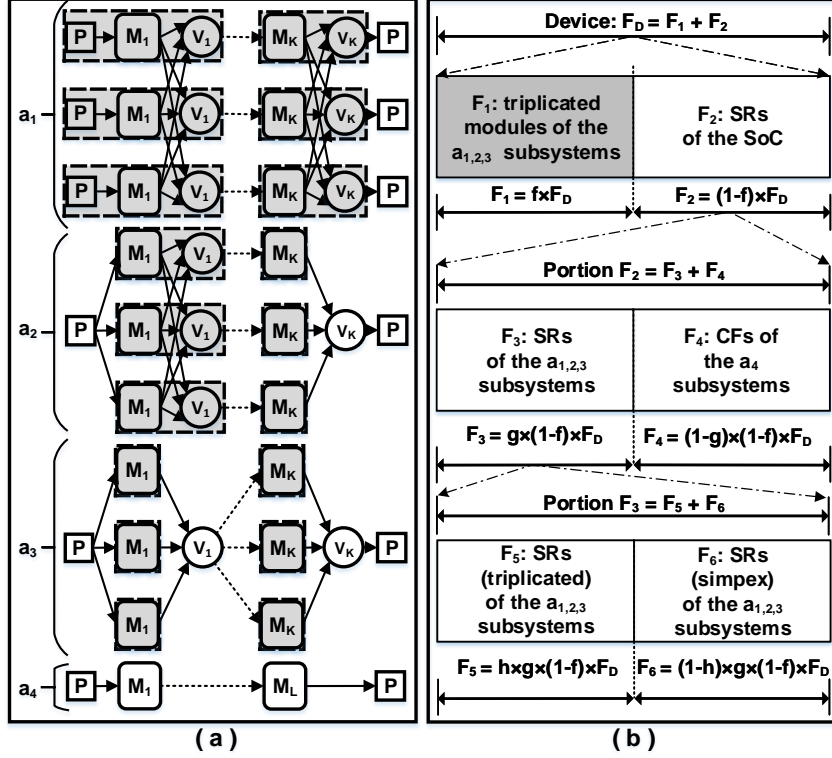 a1
P M1 V1 MK VK P
P M1 V1 MK VK P
P M1 V1 MK VK P
a2
M1 V1 MK
P M1 V1 MK VK P
M1 V1 MK
a3
M1 MK
P M1 V1 MK VK P
M1 MK
a4 P M1 ML P
( a )
Device: FD = F1 + F2
F1: triplicated
modules of the
a1,2,3 subsystems
F2: SRs
of the SoC
F1 = f×FD
F2 = (1-f)×FD
Portion F2 = F3 + F4
F3: SRs
of the a1,2,3
subsystems
F4: CFs of
the a4
subsystems
F3 = g×(1-f)×FD
F4 = (1-g)×(1-f)×FD
Portion F3 = F5 + F6
F5: SRs
(triplicated)
of the a1,2,3
subsystems
F6: SRs
(simpex)
of the a1,2,3
subsystems
F5 = h×g×(1-f)×FD
F6 = (1-h)×g×(1-f)×FD
( b )